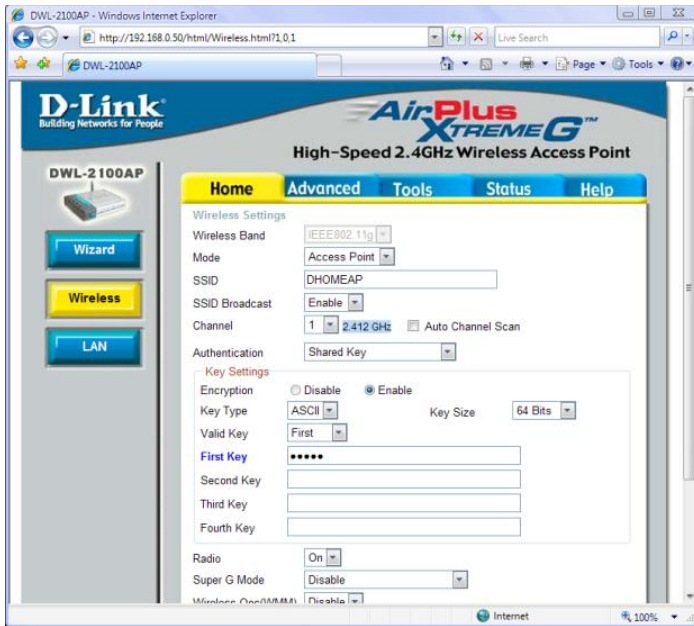 DWL-2100AP - Windows Internet Explorer
http://192.168.0.50/html/Wireless.html?1,0,1
Live Search
DWL-2100AP
Page
Tools
D-Link
Building Networks for People
AirPlus
XTREME G™
High-Speed 2.4GHz Wireless Access Point
DWL-2100AP
Home Advanced Tools Status Help
Wizard
Wireless
LAN
Wireless Settings
Wireless Band IEEE802.11g
Mode Access Point
SSID DHOMEAP
SSID Broadcast Enable
Channel 1 2.412 GHz Auto Channel Scan
Authentication Shared Key
Key Settings
Encryption Disable Enable
Key Type ASCII Key Size 64 Bits
Valid Key First
First Key •••••
Second Key
Third Key
Fourth Key
Radio On
Super G Mode Disable
Wireless Qos(WMM) Disable
Internet
100%